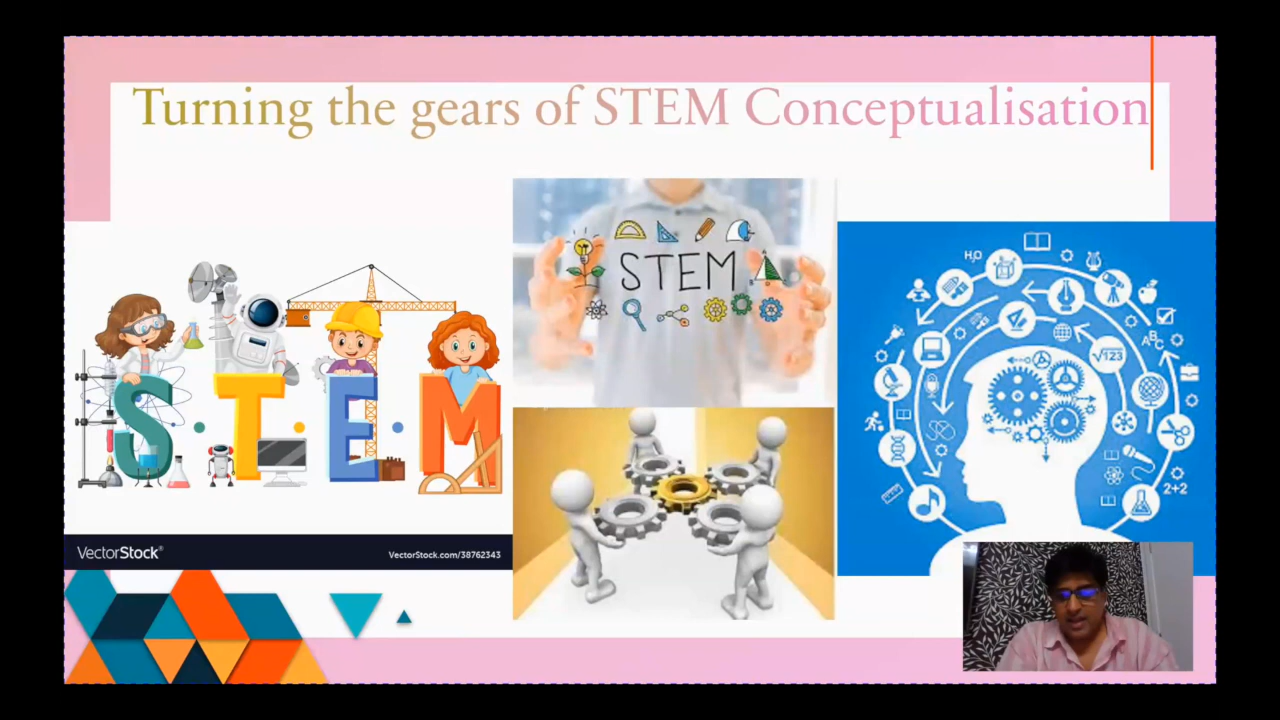 Turning the gears of STEM Conceptualisation
S T E M
VectorStock®
VectorStock.com/38762343
STEM
H₂O
ABC
√123
2+2